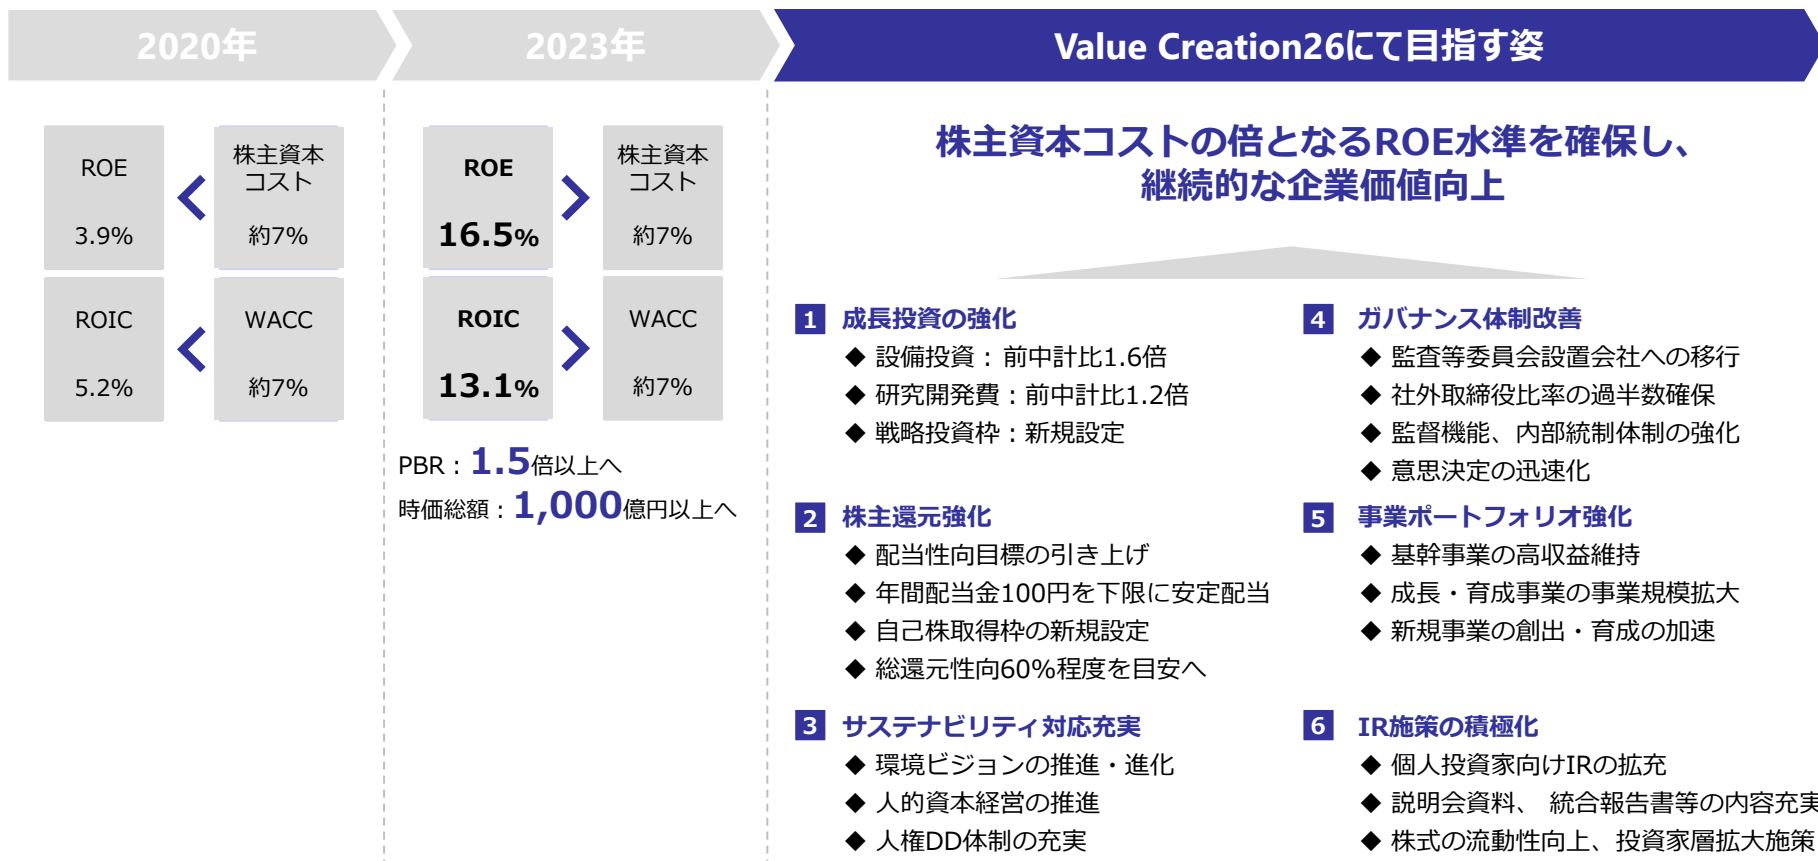 2020年
2023年
Value Creation26にて目指す姿
ROE
3.9%
株主資本
コスト
約7%
ROIC
5.2%
WACC
約7%
ROE
16.5%
株主資本
コスト
約7%
ROIC
13.1%
WACC
約7%
PBR：1.5倍以上へ
時価総額：1,000億円以上へ
株主資本コストの倍となるROE水準を確保し、
継続的な企業価値向上
1 成長投資の強化
◆ 設備投資： 前中計比1.6倍
◆ 研究開発費：前中計比1.2倍
◆ 戦略投資枠：新規設定
2 株主還元強化
◆ 配当性向目標の引き上げ
◆ 年間配当金100円を下限に安定配当
◆ 自己株取得枠の新規設定
◆ 総還元性向60%程度を目安へ
3 サステナビリティ対応充実
◆ 環境ビジョンの推進・進化
◆ 人的資本経営の推進
◆ 人権DD体制の充実
4 ガバナンス体制改善
◆ 監査等委員会設置会社への移行
◆ 社外取締役比率の過半数確保
◆ 監督機能、内部統制体制の強化
◆ 意思決定の迅速化
5 事業ポートフォリオ強化
◆ 基幹事業の高収益維持
◆ 成長・育成事業の事業規模拡大
◆ 新規事業の創出・育成の加速
6 IR施策の積極化
◆ 個人投資家向けIRの拡充
◆ 説明会資料、 統合報告書等の内容充実
◆ 株式の流動性向上、投資家層拡大施策